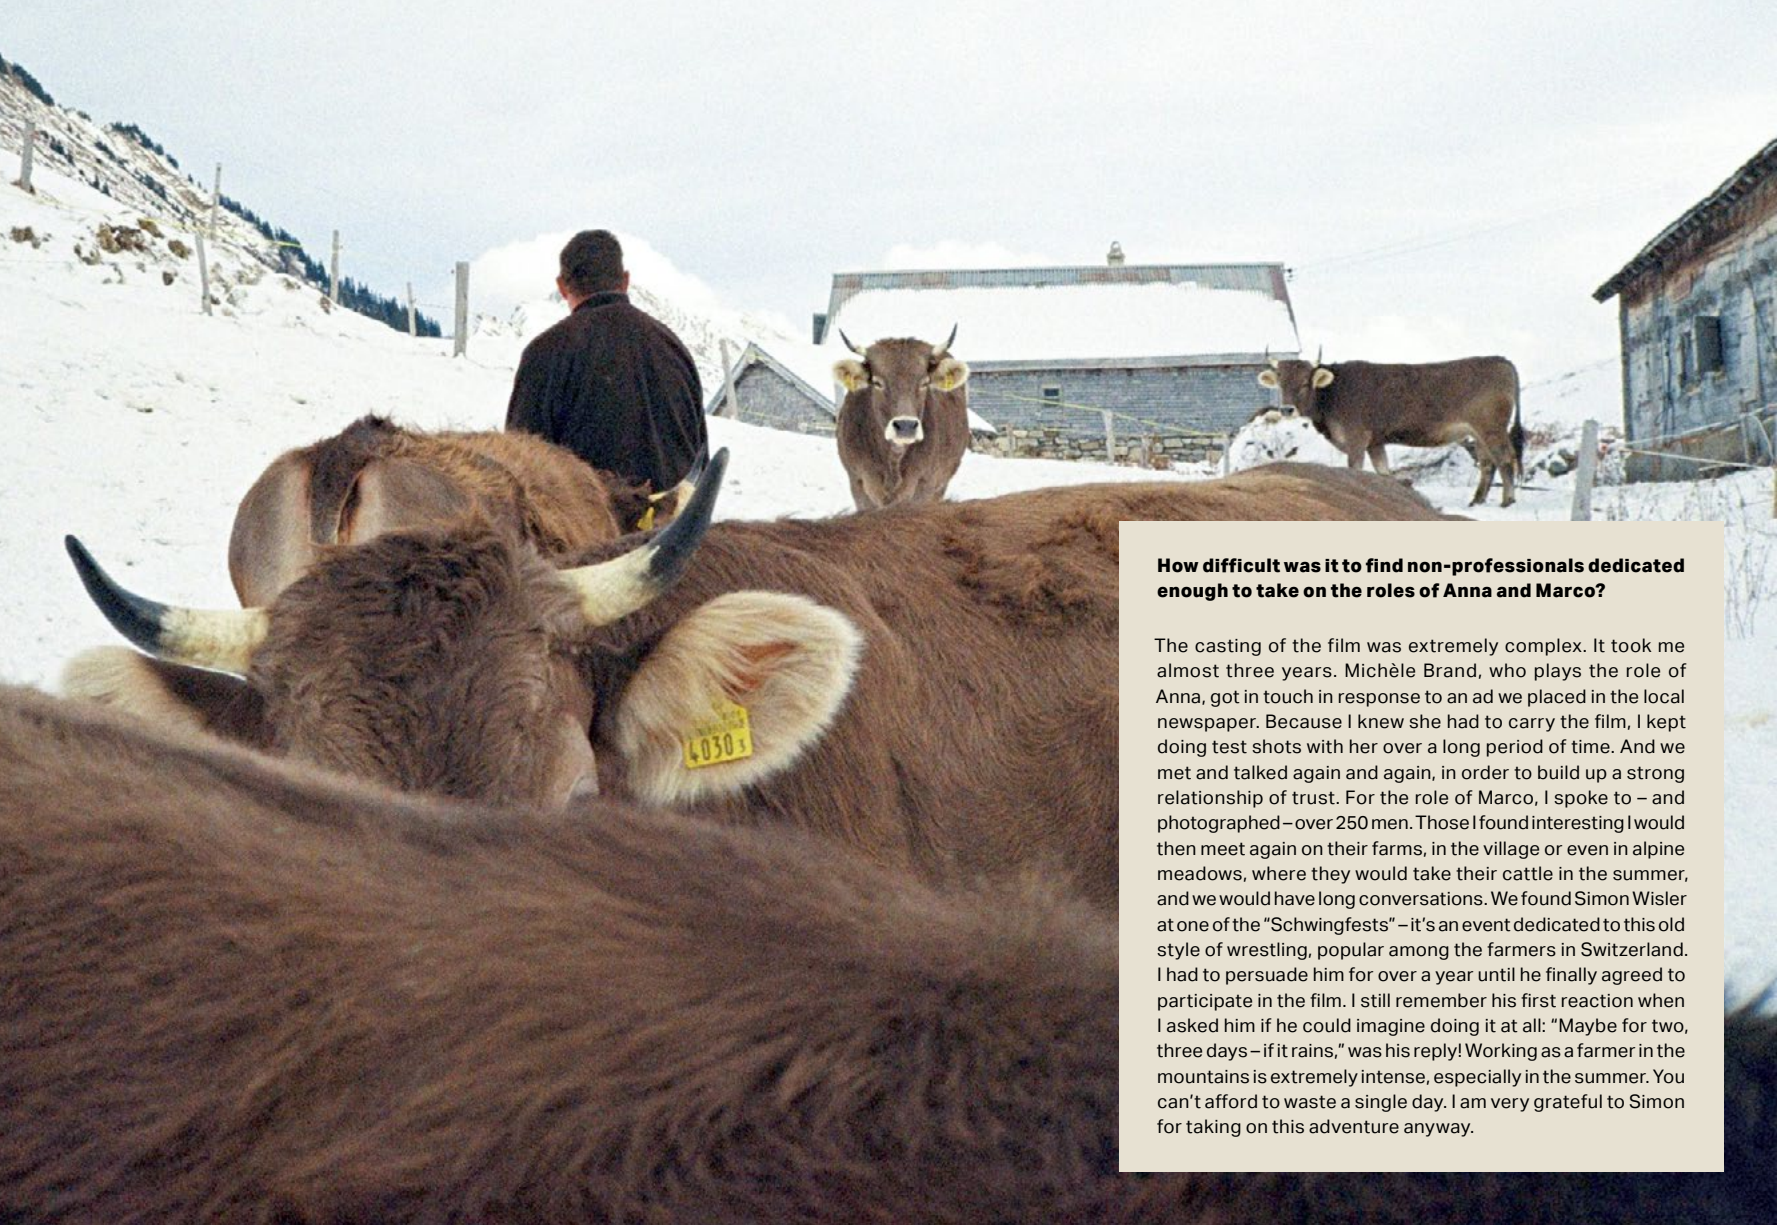 4030 3
How difficult was it to find non-professionals dedicated
enough to take on the roles of Anna and Marco?
The casting of the film was extremely complex. It took me
almost three years. Michèle Brand, who plays the role of
Anna, got in touch in response to an ad we placed in the local
newspaper. Because I knew she had to carry the film, I kept
doing test shots with her over a long period of time. And we
met and talked again and again, in order to build up a strong
relationship of trust. For the role of Marco, I spoke to – and
photographed – over 250 men. Those I found interesting I would
then meet again on their farms, in the village or even in alpine
meadows, where they would take their cattle in the summer,
and we would have long conversations. We found Simon Wisler
at one of the “Schwingfests” – it’s an event dedicated to this old
style of wrestling, popular among the farmers in Switzerland.
I had to persuade him for over a year until he finally agreed to
participate in the film. I still remember his first reaction when
I asked him if he could imagine doing it at all: “Maybe for two,
three days – if it rains,” was his reply! Working as a farmer in the
mountains is extremely intense, especially in the summer. You
can’t afford to waste a single day. I am very grateful to Simon
for taking on this adventure anyway.